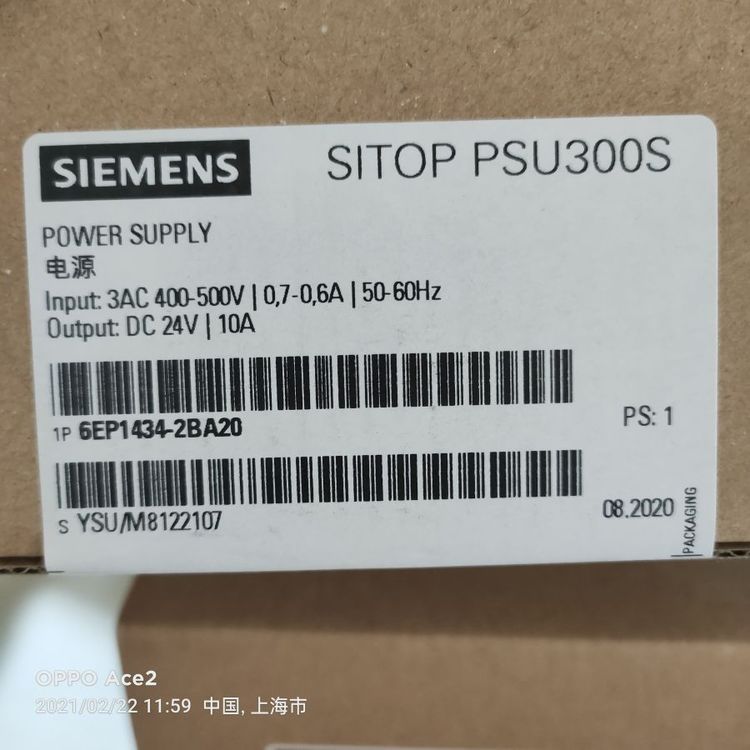 SIEMENS
SITOP PSU300S
POWER SUPPLY
电源
Input: 3AC 400-500V | 0,7-0,6A | 50-60Hz
Output: DC 24V | 10A
1P 6EP1434-2BA20
PS: 1
S YSU/M8122107
08.2020
PACKAGING
OPPO Ace2
2021/02/22 11:59 中国, 上海市